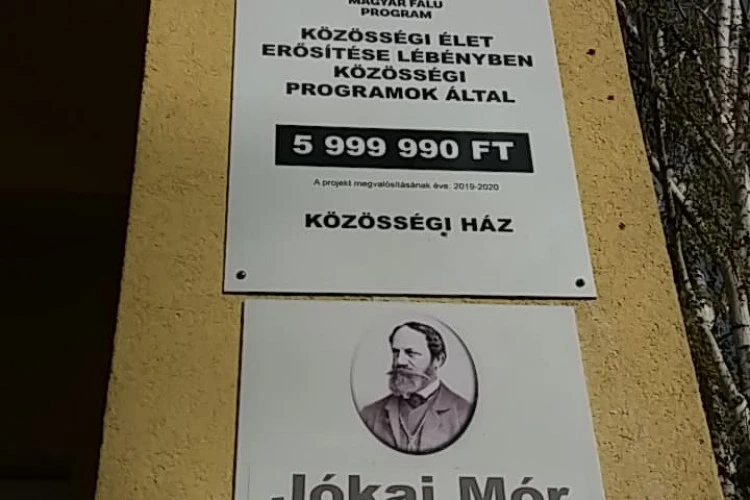 MAGYAR FALU
PROGRAM
KÖZÖSSÉGI ÉLET
ERŐSÍTÉSE LÉBÉNYBEN
KÖZÖSSÉGI
PROGRAMOK ÁLTAL
5 999 990 FT
A projekt megvalósításának éve: 2019-2020
KÖZÖSSÉGI HÁZ
Jókai Mór